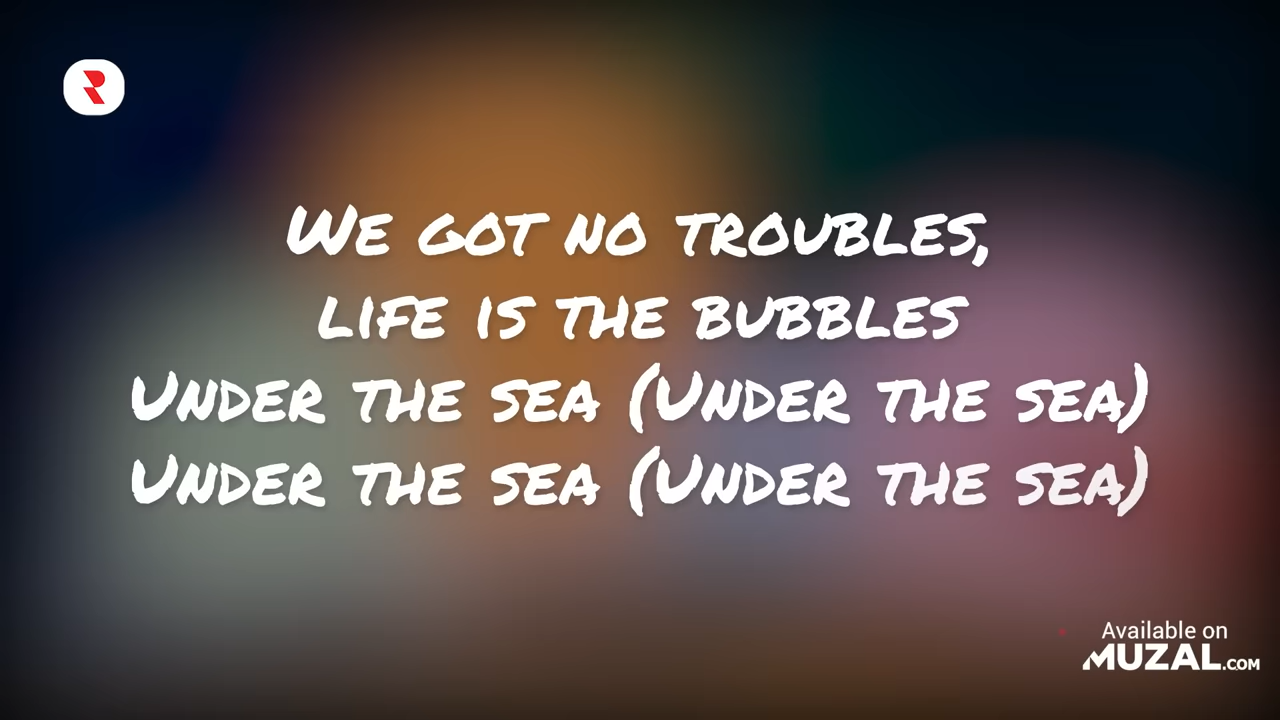 We got no troubles,
life is the bubbles
Under the sea (Under the sea)
Under the sea (Under the sea)
R
Available on
MUZAL.COM